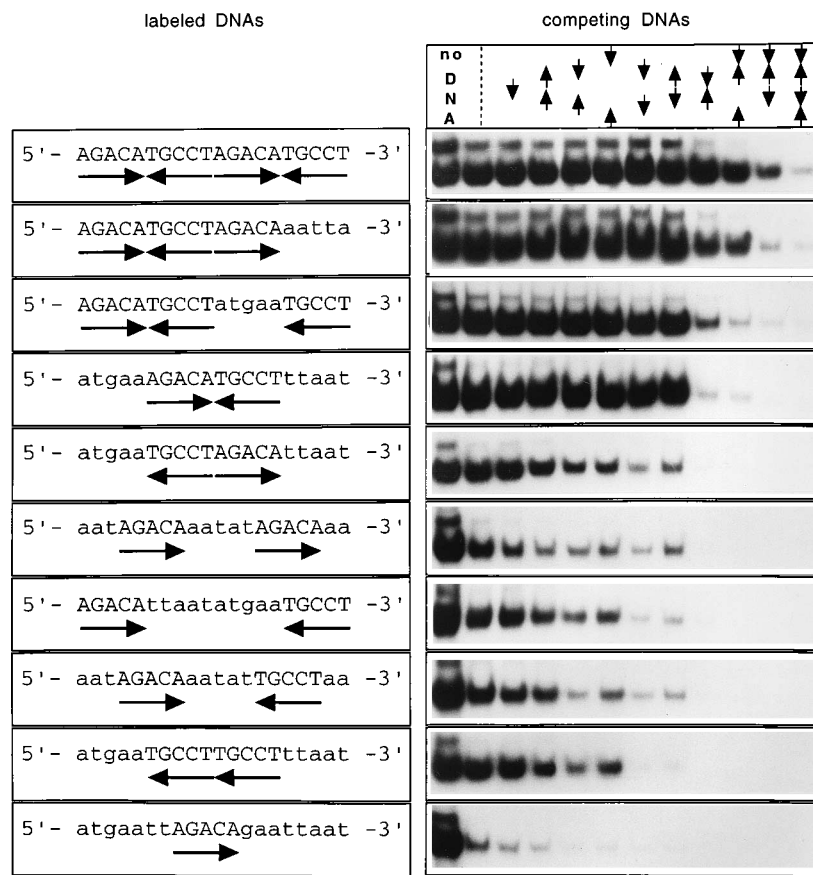 labeled DNAs
competing DNAs
no
D
N
A
5'- AGACATGCCTAGACATGCCT -3'
5'- AGACATGCCTAGACAaatta -3'
5'- AGACATGCCTatgaaTGCCT -3'
5'- atgaaAGACATGCCTttaat -3'
5'- atgaaTGCCTAGACAttaat -3'
5'- aatAGACAaatatAGACAaa -3'
5'- AGACAttaatatgaaTGCCT -3'
5'- aatAGACAaatatTGCCTaa -3'
5'- atgaaTGCCTTGCCTttaat -3'
5'- atgaattAGACAgaattaat -3'